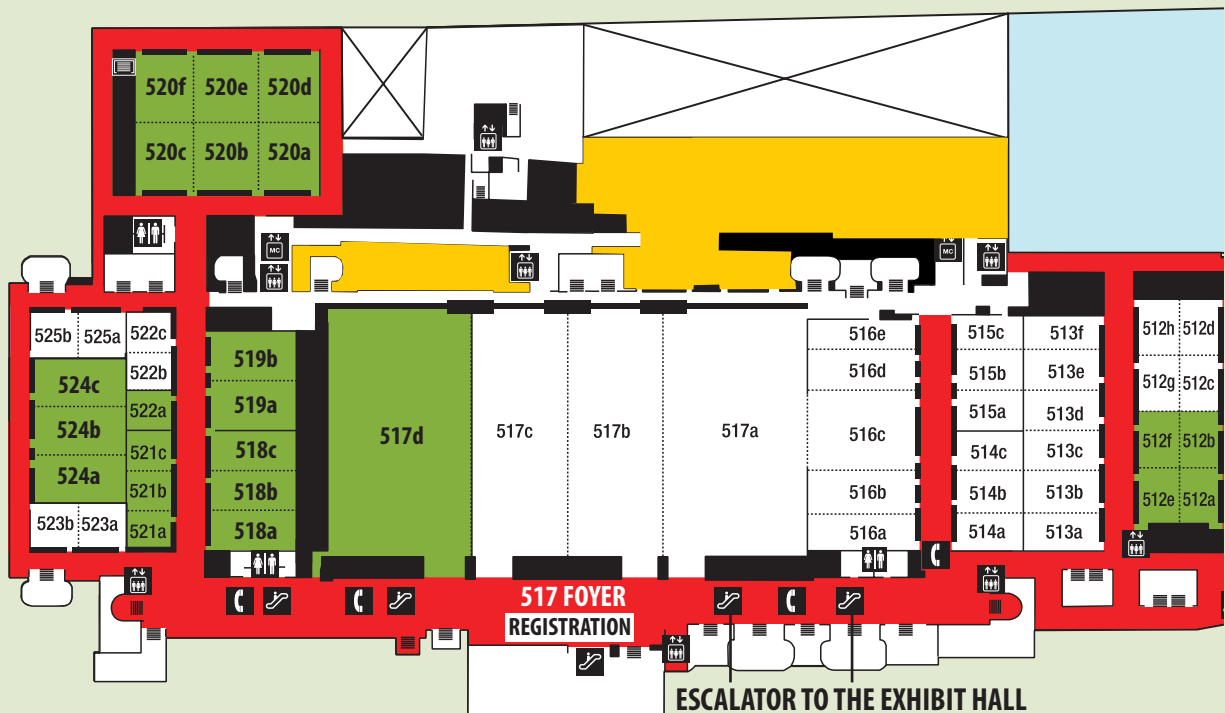 520f 520e 520d
520c 520b 520a
MC
MC
525b 525a 522c
522b
524c
522a
524b
521c
524a
521b
523b 523a 521a
519b
519a
518c
518b
518a
517d 517c 517b 517a
516e
516d
516c
516b
516a
515c 513f
515b 513e
515a 513d
514c 513c
514b 513b
514a 513a
512h 512d
512g 512c
512f 512b
512e 512a
517 FOYER
REGISTRATION
ESCALATOR TO THE EXHIBIT HALL